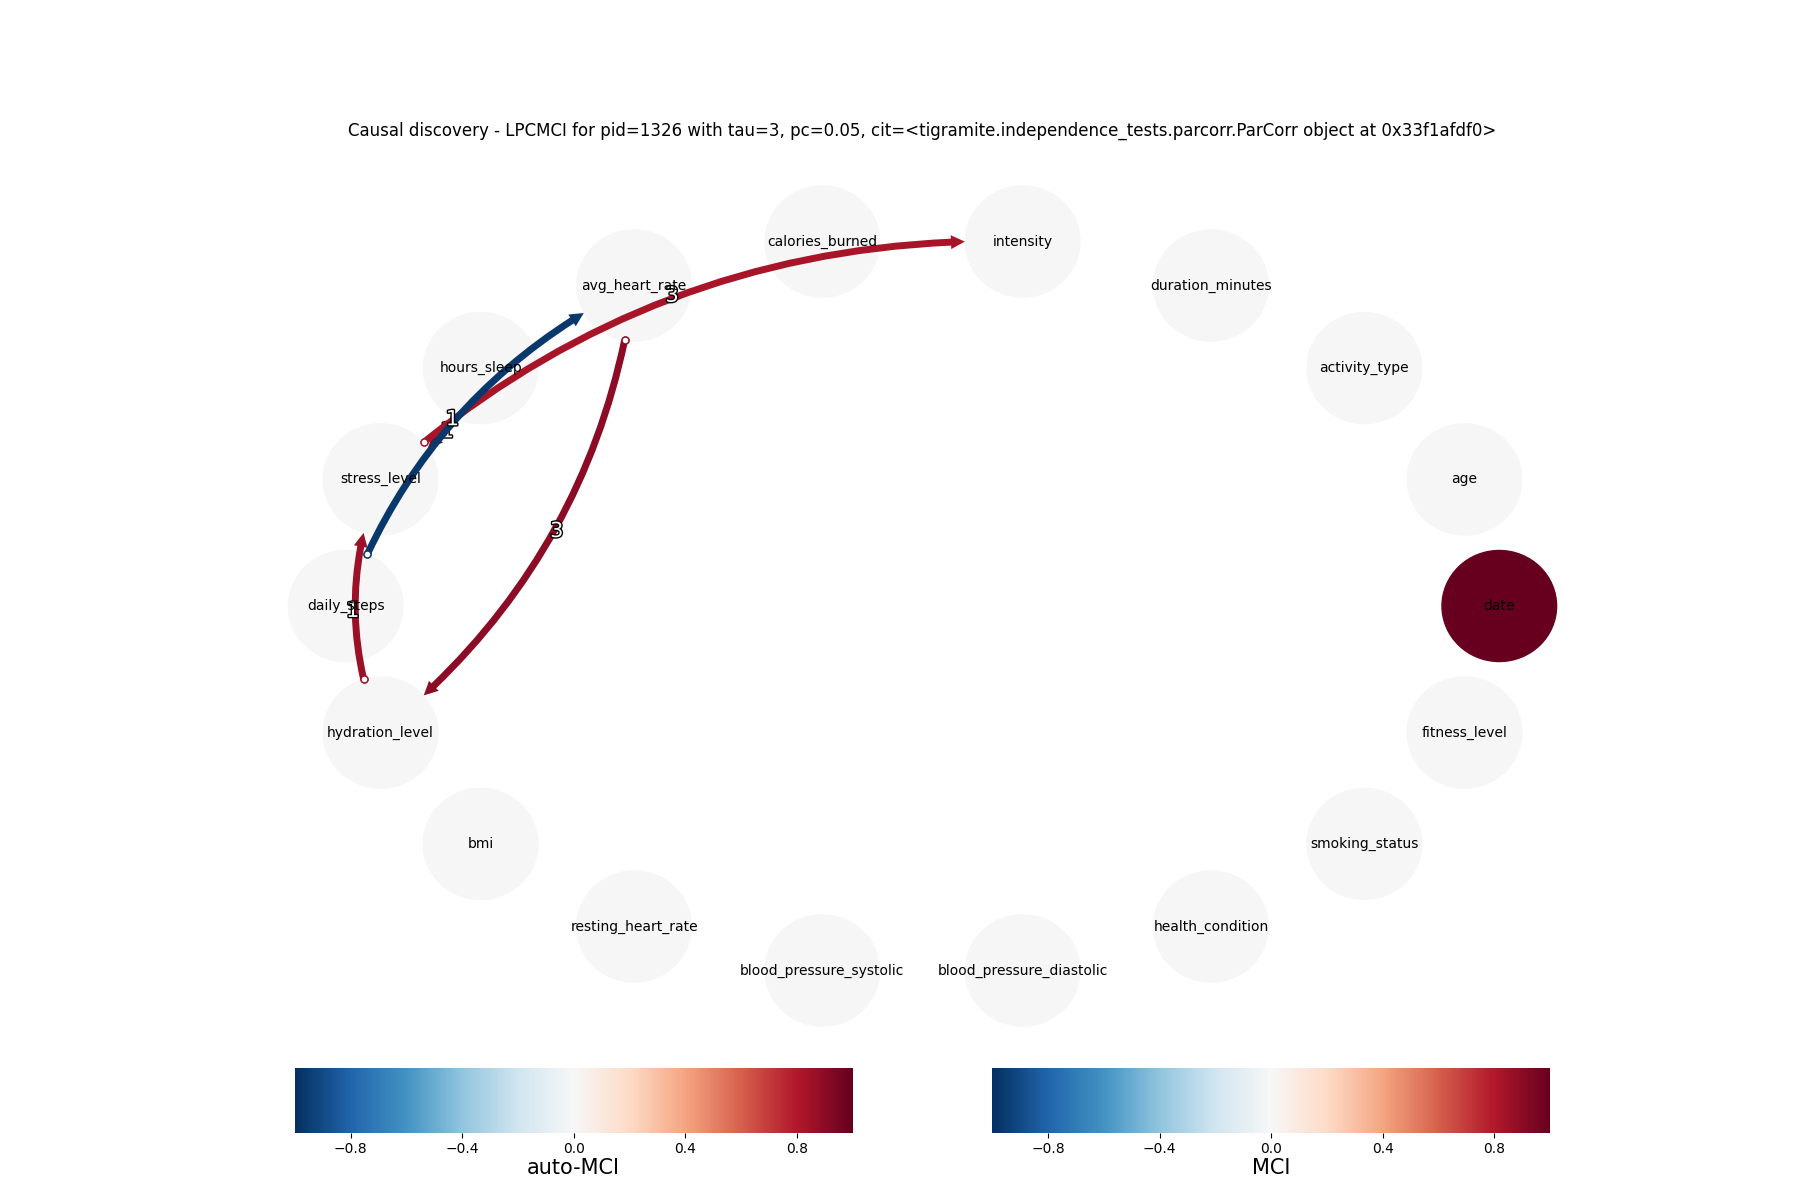 Causal discovery - LPCMCI for pid=1326 with tau=3, pc=0.05, cit=<tigramite.independence_tests.parcorr.ParCorr object at 0x33f1afdf0>
calories_burned
intensity
avg_heart_rate
3
duration_minutes
hours_sleep
activity_type
1
1
stress_level
age
3
daily_steps
1
date
hydration_level
fitness_level
bmi
smoking_status
resting_heart_rate
health_condition
blood_pressure_systolic
blood_pressure_diastolic
−0.8 −0.4 0.0 0.4 0.8
auto-MCI
−0.8 −0.4 0.0 0.4 0.8
MCI